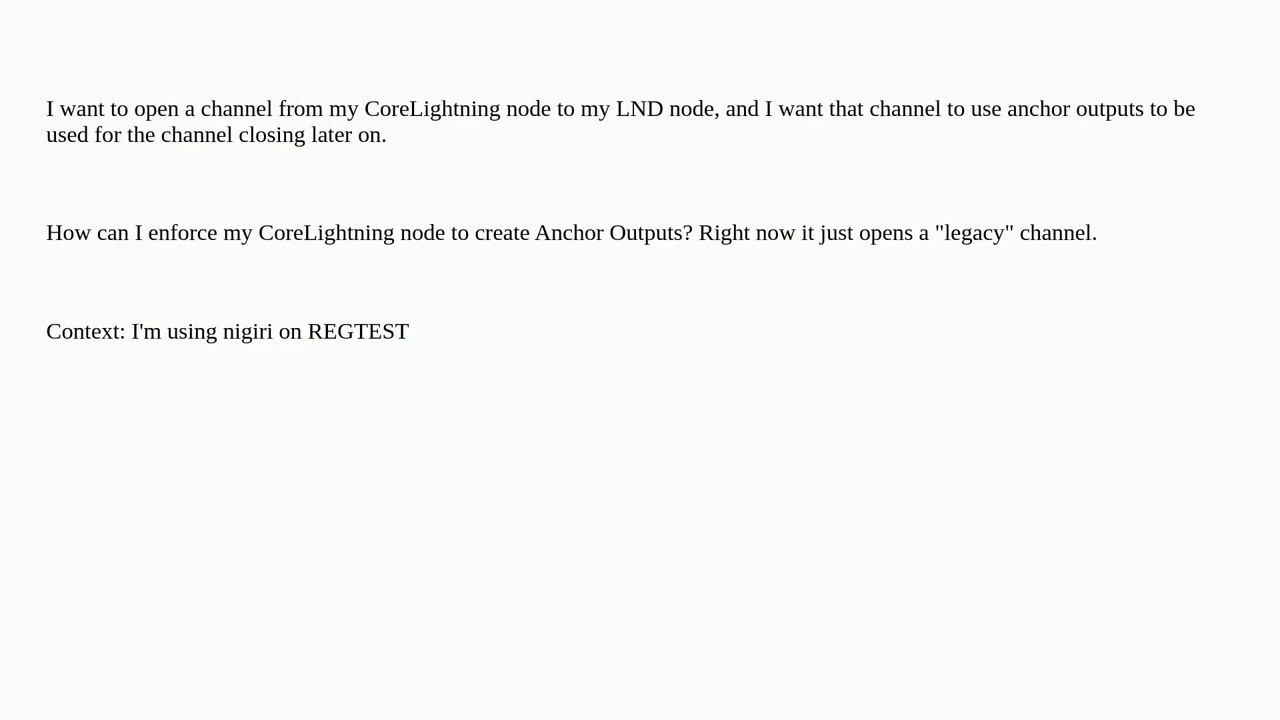 I want to open a channel from my CoreLightning node to my LND node, and I want that channel to use anchor outputs to be
used for the channel closing later on.
How can I enforce my CoreLightning node to create Anchor Outputs? Right now it just opens a "legacy" channel.
Context: I'm using nigiri on REGTEST